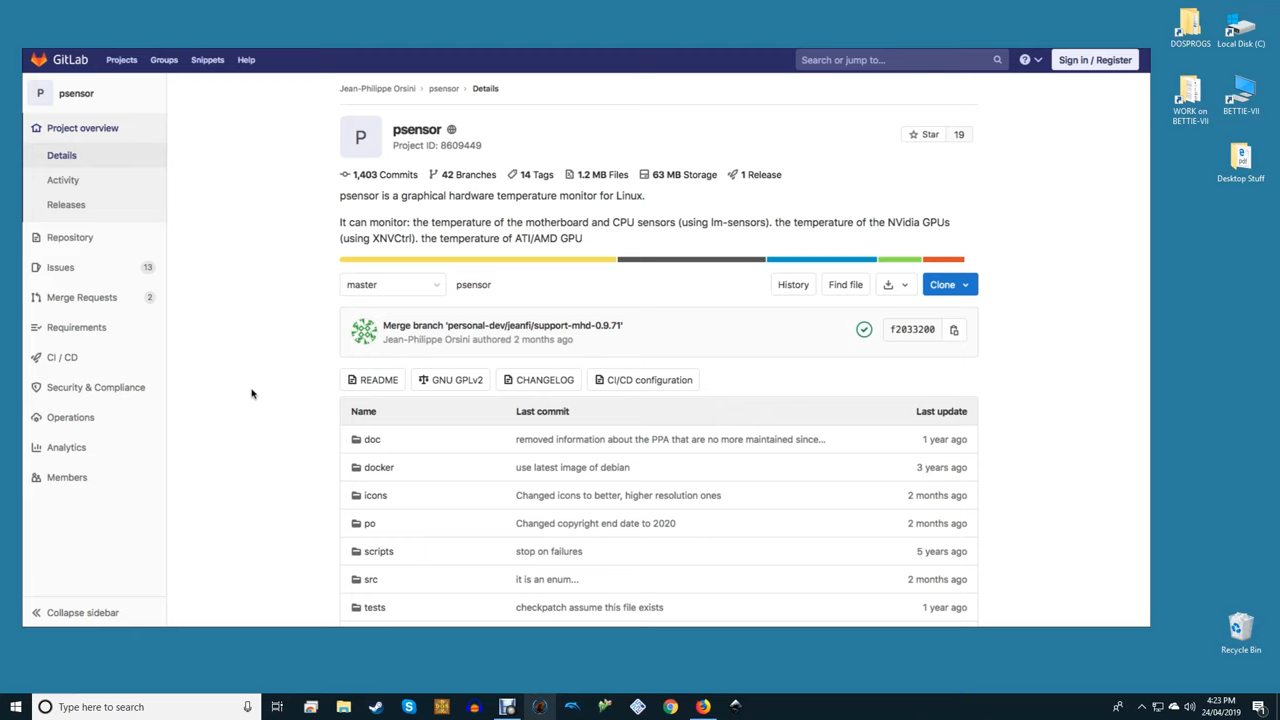 DOSPROGS
Local Disk (C)
GitLab
Projects
Groups
Snippets
Help
Search or jump to...
Sign in / Register
P
psensor
Jean-Philippe Orsini
psensor
Details
WORK on
BETTIE-VII
BETTIE-VII
Project overview
Details
Activity
Releases
Repository
Issues
13
Merge Requests
2
Requirements
CI / CD
Security & Compliance
Operations
Analytics
Members
Collapse sidebar
P
psensor
Project ID: 8609449
Star
19
1,403 Commits
42 Branches
14 Tags
1.2 MB Files
63 MB Storage
1 Release
psensor is a graphical hardware temperature monitor for Linux.
It can monitor: the temperature of the motherboard and CPU sensors (using lm-sensors). the temperature of the NVidia GPUs
(using XNVCtrl). the temperature of ATI/AMD GPU
master
psensor
History
Find file
Clone
Merge branch 'personal-dev/jeanfi/support-mhd-0.9.71'
Jean-Philippe Orsini authored 2 months ago
f2033200
README
GNU GPLv2
CHANGELOG
CI/CD configuration
Name
Last commit
Last update
doc
removed information about the PPA that are no more maintained since...
1 year ago
docker
use latest image of debian
3 years ago
icons
Changed icons to better, higher resolution ones
2 months ago
po
Changed copyright end date to 2020
2 months ago
scripts
stop on failures
5 years ago
src
it is an enum...
2 months ago
tests
checkpatch assume this file exists
1 year ago
pdf
Desktop Stuff
Recycle Bin
Type here to search
4:23 PM
24/04/2019
1